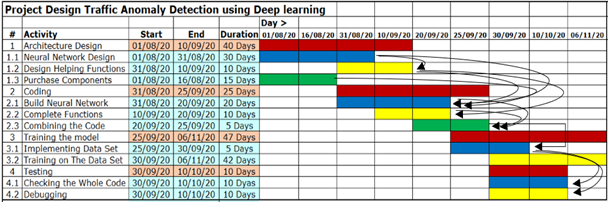 Project Design Traffic Anomaly Detection using Deep learning
Day >
# Activity Start End Duration 01/08/20 16/08/20 31/08/20 10/09/20 20/09/20 25/09/20 30/09/20 10/10/20 06/11/20
1 Architecture Design 01/08/20 10/09/20 40 Days
1.1 Neural Network Design 01/08/20 31/08/20 30 Days
1.2 Design Helping Functions 31/08/20 10/09/20 10 Days
1.3 Purchase Components 01/08/20 16/08/20 15 Days
2 Coding 31/08/20 25/09/20 25 Days
2.1 Build Neural Network 31/08/20 20/09/20 20 Days
2.2 Complete Functions 10/09/20 20/09/20 10 Days
2.3 Combining the Code 20/09/20 25/09/20 5 Days
3 Training the model 25/09/20 06/11/20 47 Days
3.1 Implementing Data Set 25/09/20 30/09/20 5 Days
3.2 Training on The Data Set 30/09/20 06/11/20 42 Days
4 Testing 30/09/20 10/10/20 10 Days
4.1 Checking the Whole Code 30/09/20 10/10/20 10 Days
4.2 Debugging 30/09/20 10/10/20 10 Days